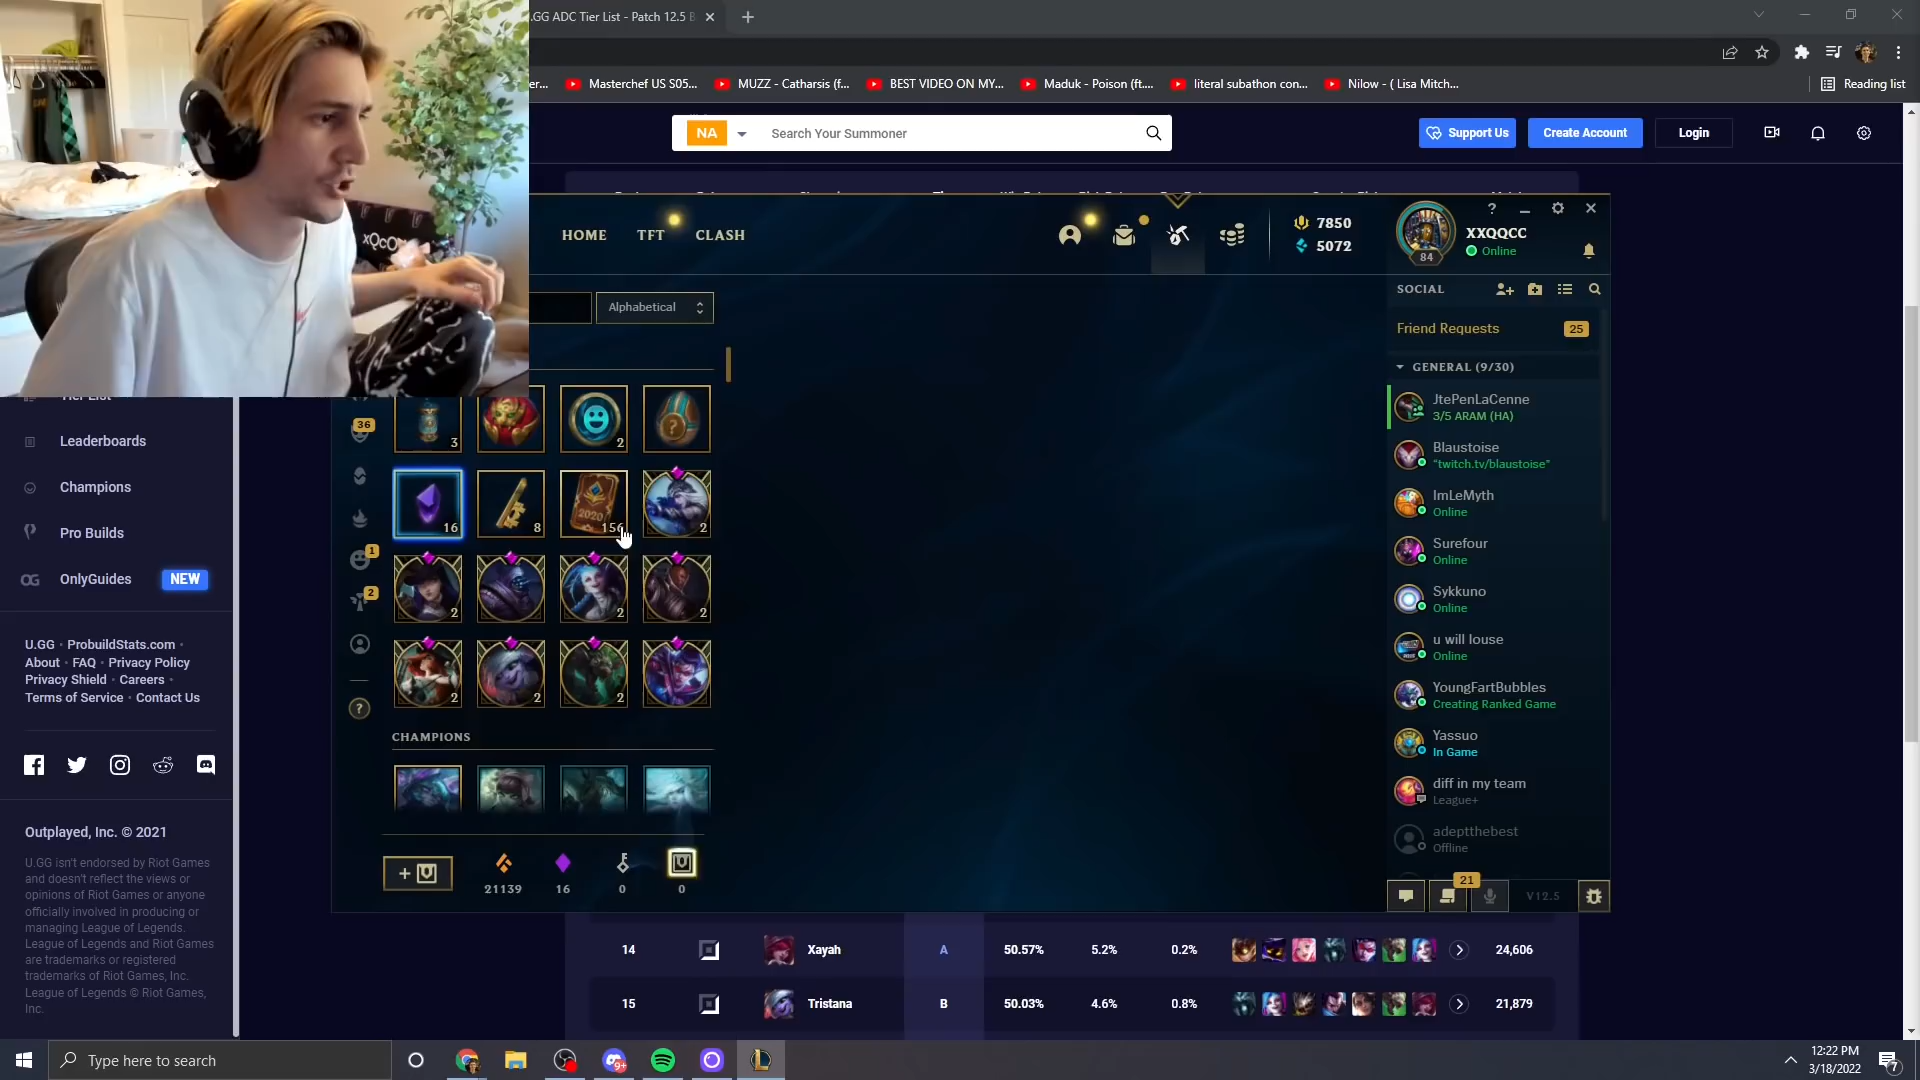 .GG ADC Tier List - Patch 12.5 B
er...
Masterchef US S05...
MUZZ - Catharsis (f...
BEST VIDEO ON MY...
Maduk - Poison (ft....
literal subathon con...
Nilow - ( Lisa Mitch...
Reading list
NA
Search Your Summoner
Support Us
Create Account
Login
HOME
TFT
CLASH
7850
5072
84
XXQQCC
Online
Alphabetical
SOCIAL
Friend Requests
25
GENERAL (9/30)
JtePenLaCenne
3/5 ARAM (HA)
Blaustoise
"twitch.tv/blaustoise"
ImLeMyth
Online
Surefour
Online
Sykkuno
Online
u will louse
Online
YoungFartBubbles
Creating Ranked Game
Yassuo
In Game
diff in my team
League+
adeptthebest
Offline
21
V12.5
xQcOW
Tier List
Leaderboards
Champions
Pro Builds
OnlyGuides
NEW
U.GG • ProbuildStats.com •
About • FAQ • Privacy Policy
Privacy Shield • Careers •
Terms of Service • Contact Us
Outplayed, Inc. © 2021
U.GG isn't endorsed by Riot Games
and doesn't reflect the views or
opinions of Riot Games or anyone
officially involved in producing or
managing League of Legends.
League of Legends and Riot Games
are trademarks or registered
trademarks of Riot Games, Inc.
League of Legends © Riot Games,
Inc.
36
1
2
3
2
16
8
2020
156
2
2
2
2
2
2
2
CHAMPIONS
21139
16
0
0
14
Xayah
A
50.57%
5.2%
0.2%
24,606
15
Tristana
B
50.03%
4.6%
0.8%
21,879
Type here to search
9+
12:22 PM
3/18/2022
7